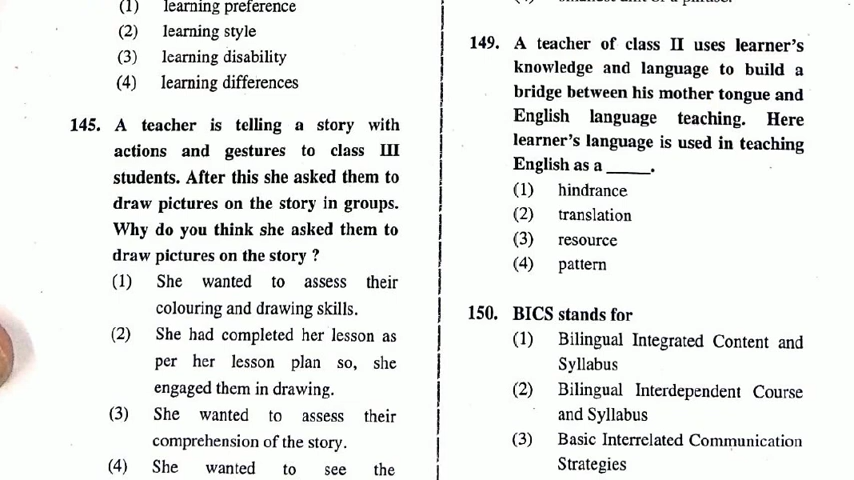 (1) learning preference
(2) learning style
(3) learning disability
(4) learning differences
145. A teacher is telling a story with
actions and gestures to class III
students. After this she asked them to
draw pictures on the story in groups.
Why do you think she asked them to
draw pictures on the story ?
(1) She wanted to assess their
colouring and drawing skills.
(2) She had completed her lesson as
per her lesson plan so, she
engaged them in drawing.
(3) She wanted to assess their
comprehension of the story.
(4) She wanted to see the
149. A teacher of class II uses learner's
knowledge and language to build a
bridge between his mother tongue and
English language teaching. Here
learner's language is used in teaching
English as a _____.
(1) hindrance
(2) translation
(3) resource
(4) pattern
150. BICS stands for
(1) Bilingual Integrated Content and
Syllabus
(2) Bilingual Interdependent Course
and Syllabus
(3) Basic Interrelated Communication
Strategies